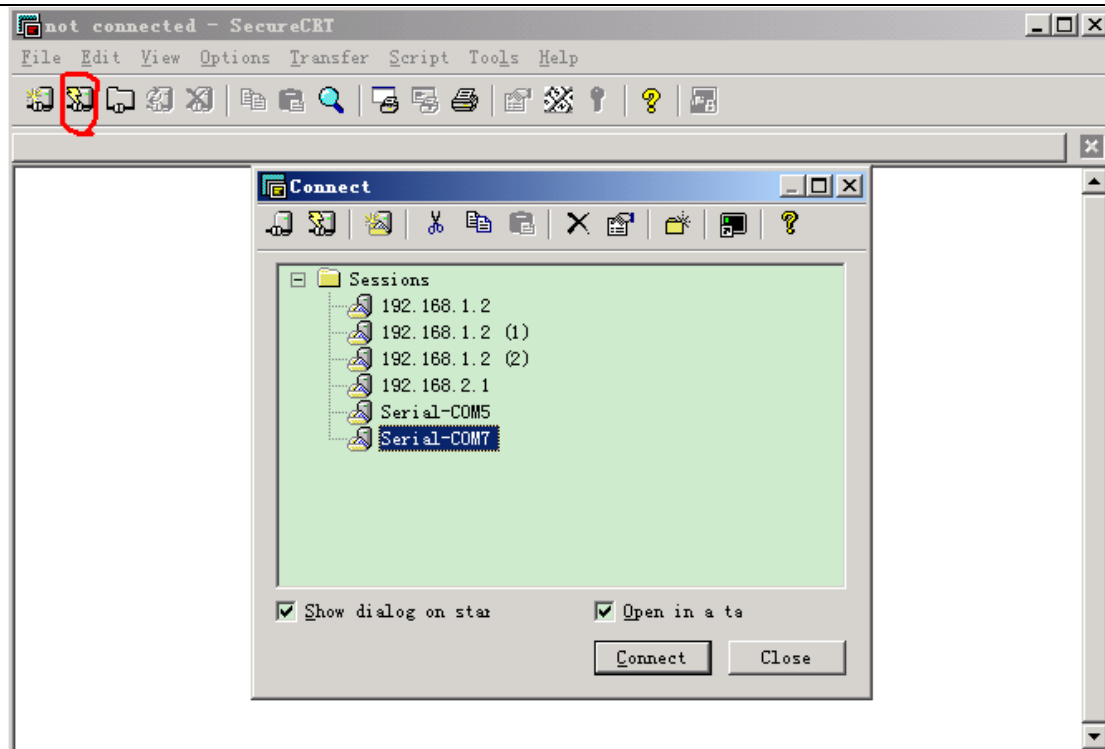 not connected - SecureCRT
File Edit View Options Transfer Script Tools Help
Connect
Sessions
192.168.1.2
192.168.1.2 (1)
192.168.1.2 (2)
192.168.2.1
Serial-COM5
Serial-COM7
Show dialog on star Open in a ta
Connect Close